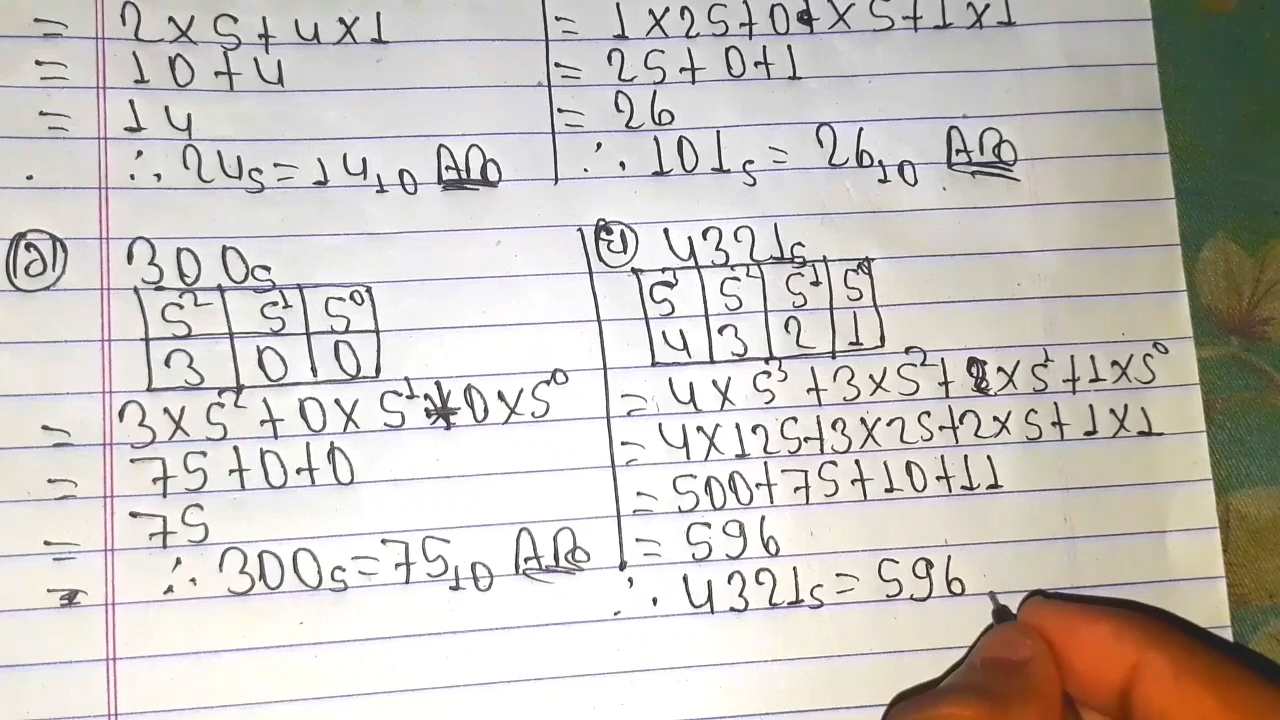 = 2×5+4×1
= 10+4
= 14
∴ 24₅=14₁₀
= 1×25+0×5+1×1
= 25+0+1
= 26
∴ 101₅= 26₁₀
300₅
5² 5¹ 5⁰
3 0 0
= 3×5²+0×5¹+0×5⁰
= 75+0+0
= 75
∴ 300₅=75₁₀
4321₅
5³ 5² 5¹ 5⁰
4 3 2 1
= 4×5³+3×5²+2×5¹+1×5⁰
= 4×125+3×25+2×5+1×1
= 500+75+10+11
= 596
∴ 4321₅= 596